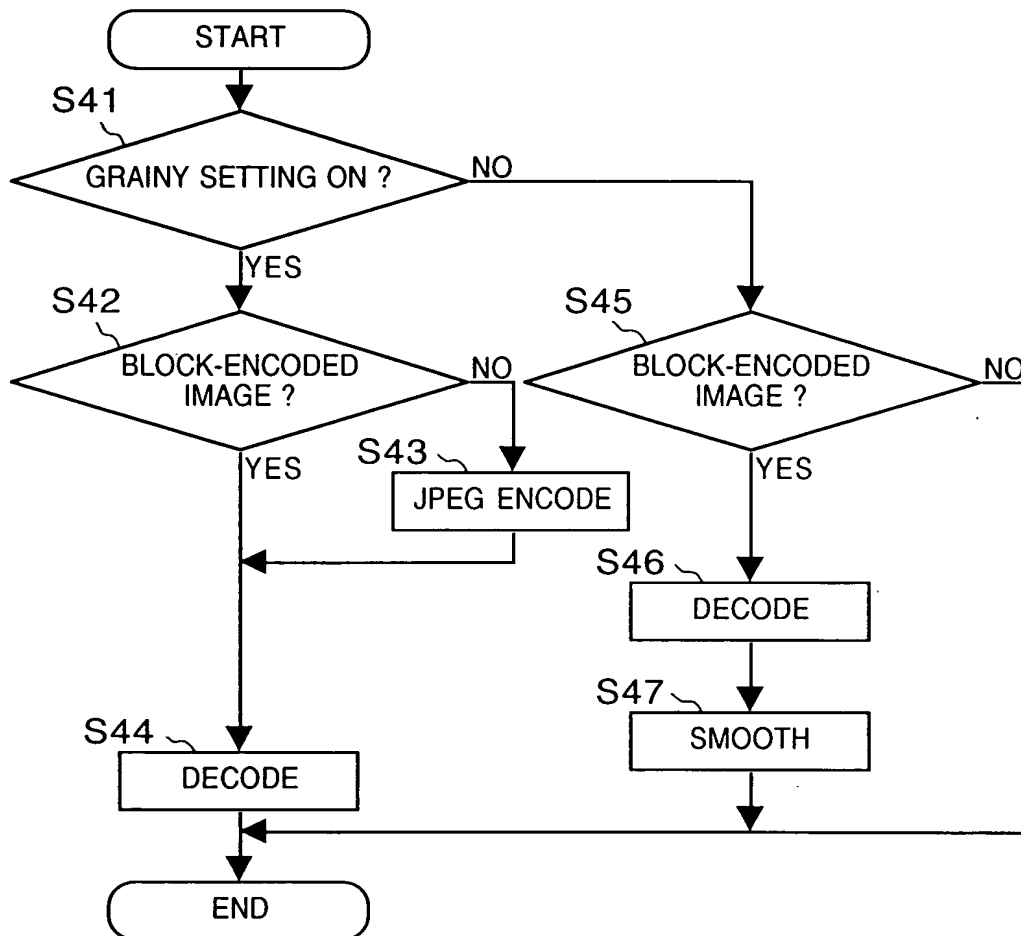 START
S41
GRAINY SETTING ON ?
NO
YES
S42
BLOCK-ENCODED
IMAGE ?
NO
YES
S43
JPEG ENCODE
S44
DECODE
S45
BLOCK-ENCODED
IMAGE ?
NO
YES
S46
DECODE
S47
SMOOTH
END